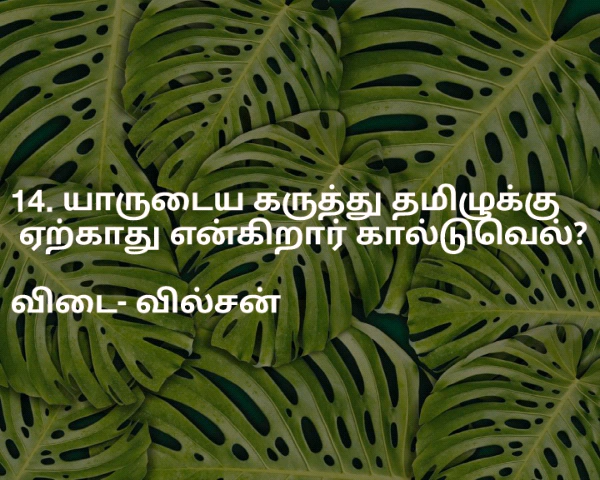 14. யாருடைய கருத்து தமிழுக்கு
ஏற்காது என்கிறார் கால்டுவெல்?
விடை- வில்சன்